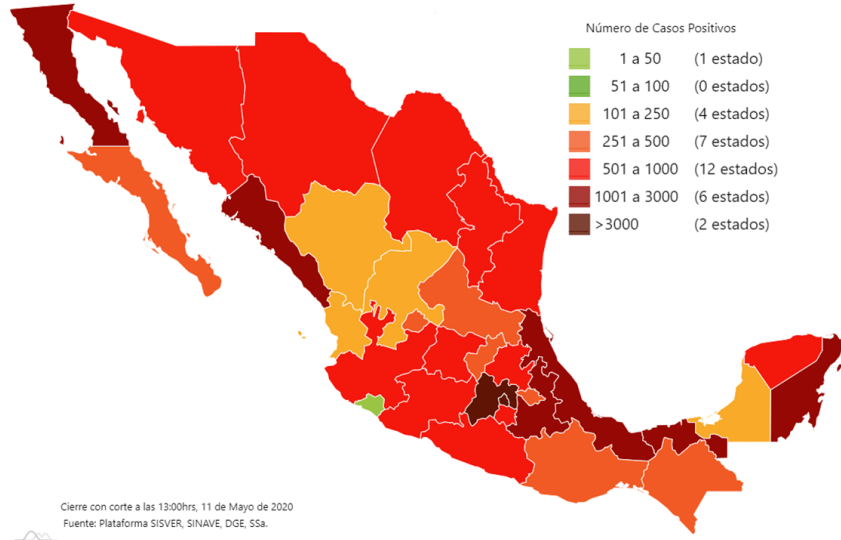 Número de Casos Positivos
1 a 50 (1 estado)
51 a 100 (0 estados)
101 a 250 (4 estados)
251 a 500 (7 estados)
501 a 1000 (12 estados)
1001 a 3000 (6 estados)
>3000 (2 estados)
Cierre con corte a las 13:00hrs, 11 de Mayo de 2020
Fuente: Plataforma SISVER, SINAVE, DGE, SSa.